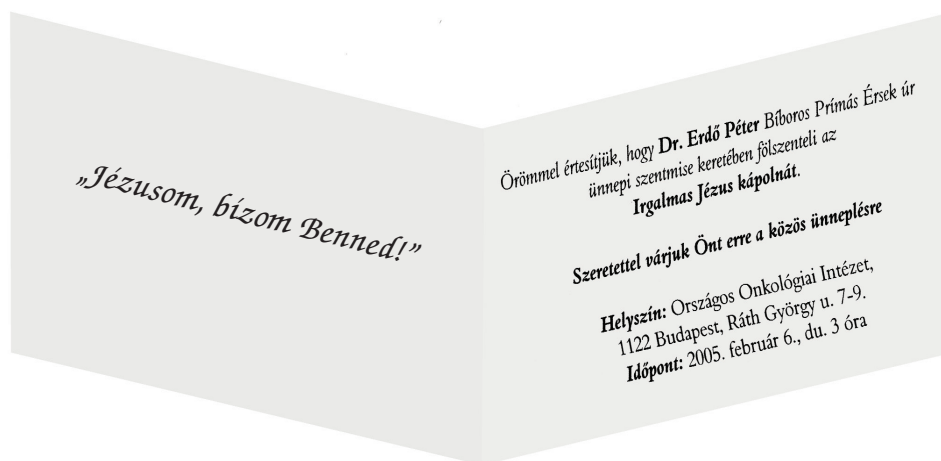 „Jézusom, bízom Benned!”
Örömmel értesítjük, hogy Dr. Erdő Péter Bíboros Prímás Érsek úr
ünnepi szentmise keretében fölszenteli az
Irgalmas Jézus kápolnát.
Szeretettel várjuk Önt erre a közös ünneplésre
Helyszín: Országos Onkológiai Intézet,
1122 Budapest, Ráth György u. 7-9.
Időpont: 2005. február 6., du. 3 óra